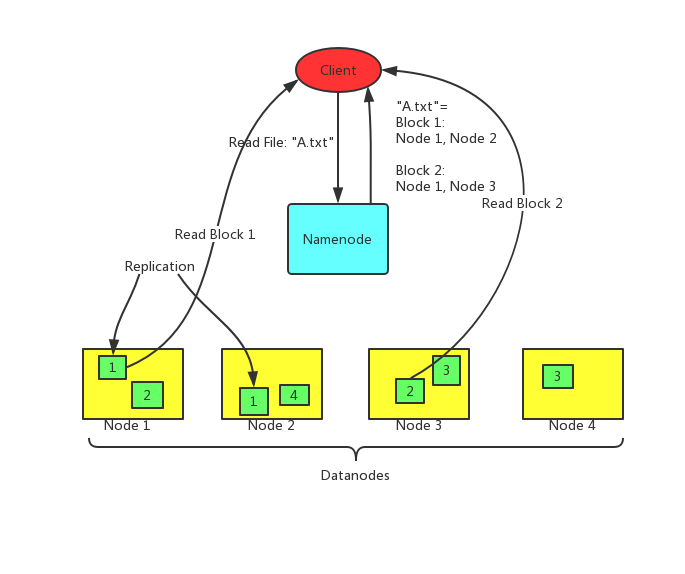 Client
"A.txt"=
Block 1:
Node 1, Node 2
Block 2:
Node 1, Node 3
Read File: "A.txt"
Read Block 2
Read Block 1
Namenode
Replication
1
2
1
4
2
3
3
Node 1
Node 2
Node 3
Node 4
Datanodes